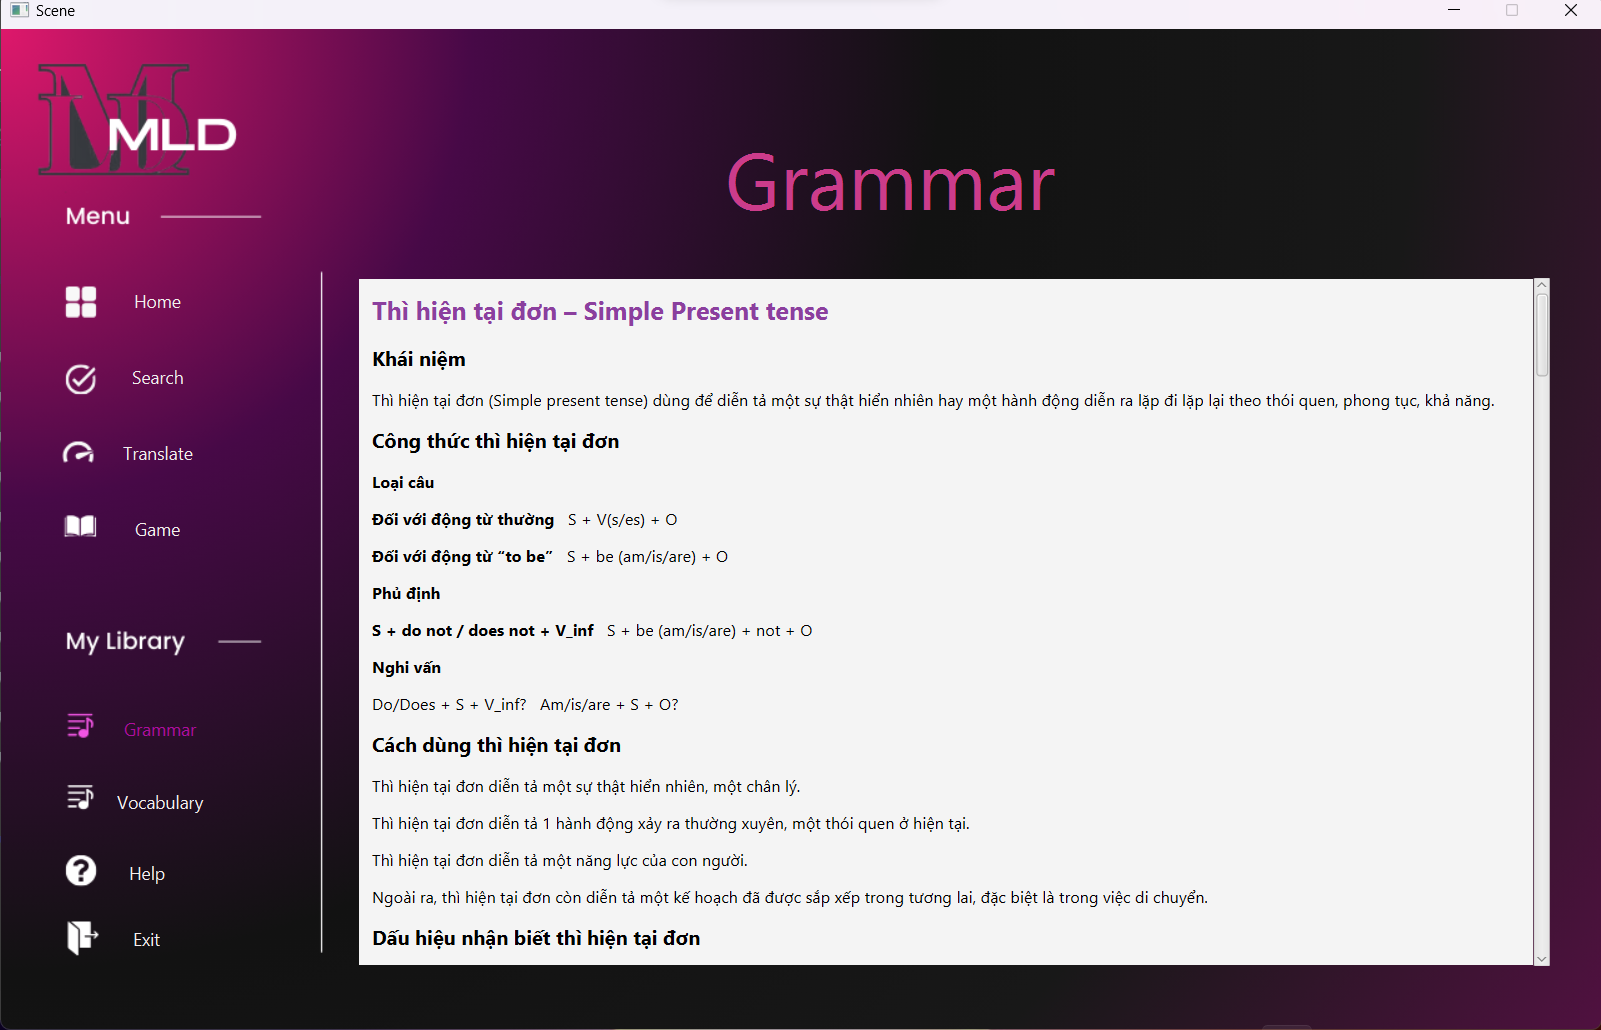 Scene
MLD
Menu
Home
Search
Translate
Game
My Library
Grammar
Vocabulary
Help
Exit
Grammar
Thì hiện tại đơn – Simple Present tense
Khái niệm
Thì hiện tại đơn (Simple present tense) dùng để diễn tả một sự thật hiển nhiên hay một hành động diễn ra lặp đi lặp lại theo thói quen, phong tục, khả năng.
Công thức thì hiện tại đơn
Loại câu
Đối với động từ thường S + V(s/es) + O
Đối với động từ “to be” S + be (am/is/are) + O
Phủ định
S + do not / does not + V_inf S + be (am/is/are) + not + O
Nghi vấn
Do/Does + S + V_inf? Am/is/are + S + O?
Cách dùng thì hiện tại đơn
Thì hiện tại đơn diễn tả một sự thật hiển nhiên, một chân lý.
Thì hiện tại đơn diễn tả 1 hành động xảy ra thường xuyên, một thói quen ở hiện tại.
Thì hiện tại đơn diễn tả một năng lực của con người.
Ngoài ra, thì hiện tại đơn còn diễn tả một kế hoạch đã được sắp xếp trong tương lai, đặc biệt là trong việc di chuyển.
Dấu hiệu nhận biết thì hiện tại đơn